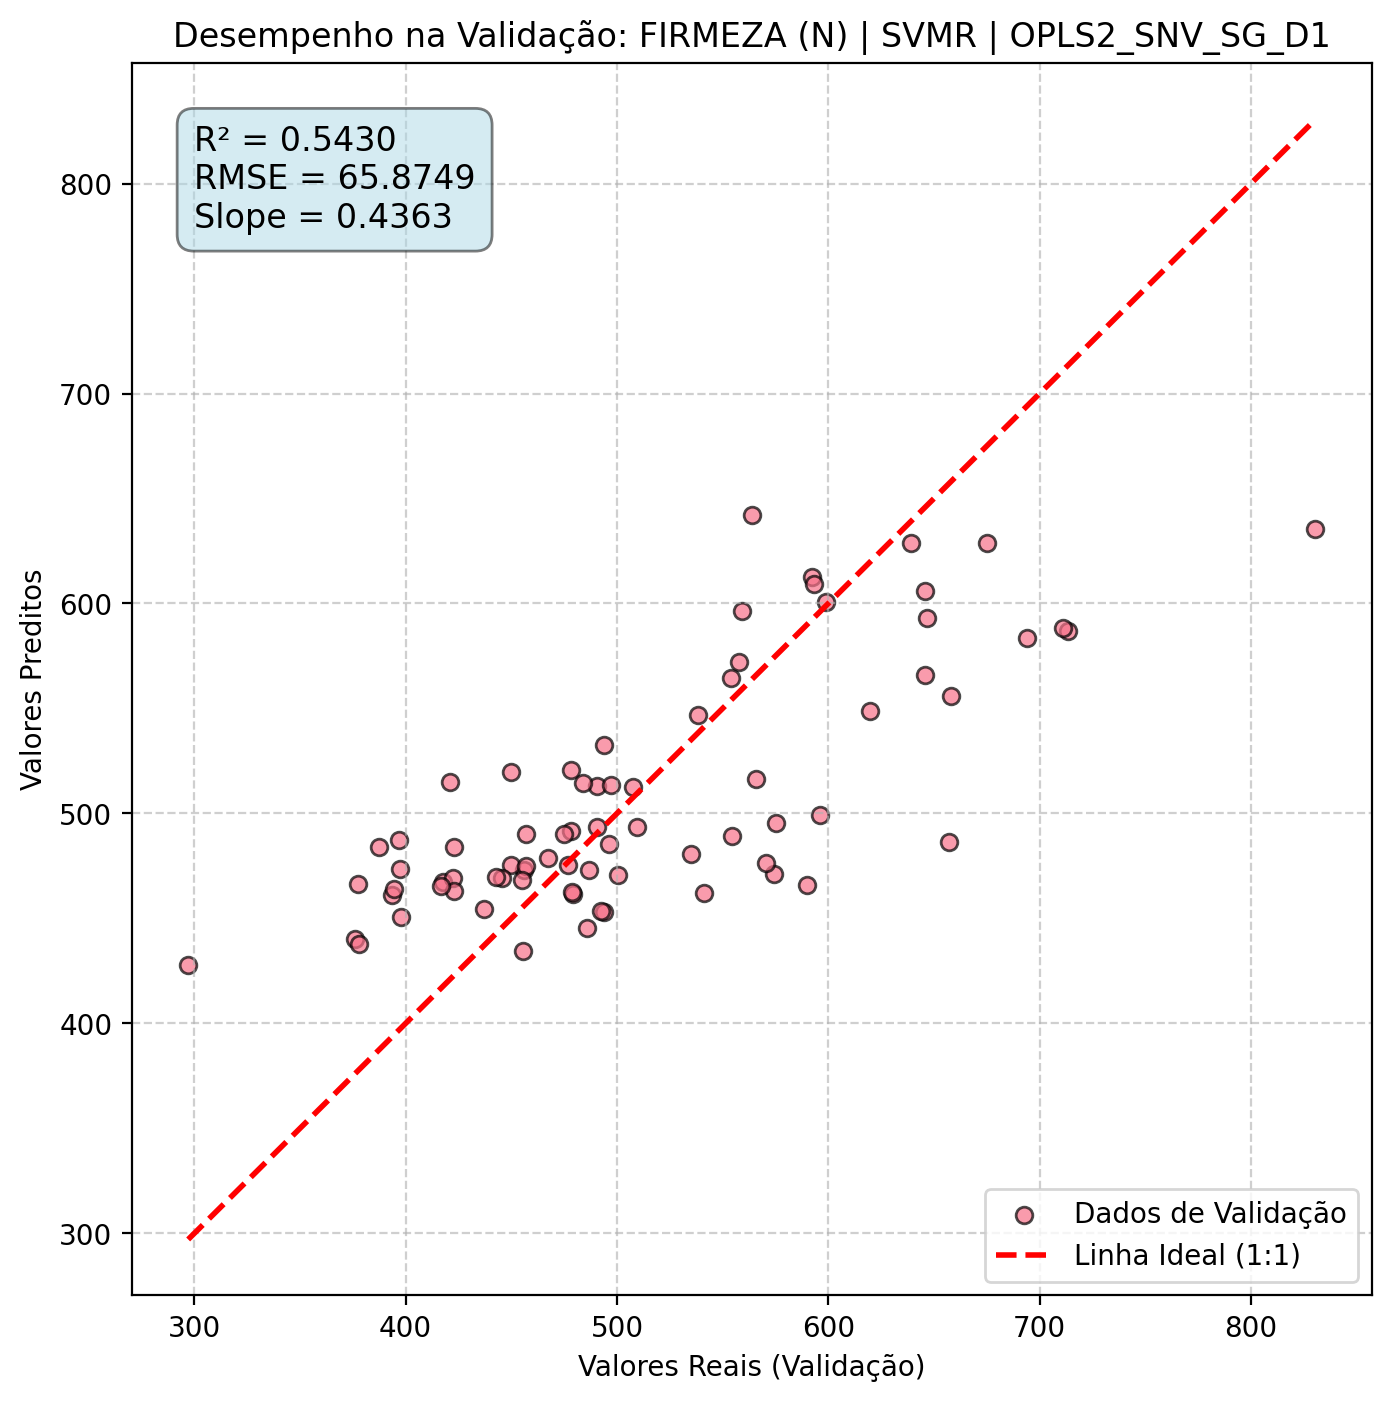 Desempenho na Validação: FIRMEZA (N) | SVMR | OPLS2_SNV_SG_D1
R² = 0.5430
RMSE = 65.8749
Slope = 0.4363
800
700
600
500
400
300
Valores Preditos
Dados de Validação
Linha Ideal (1:1)
300 400 500 600 700 800
Valores Reais (Validação)